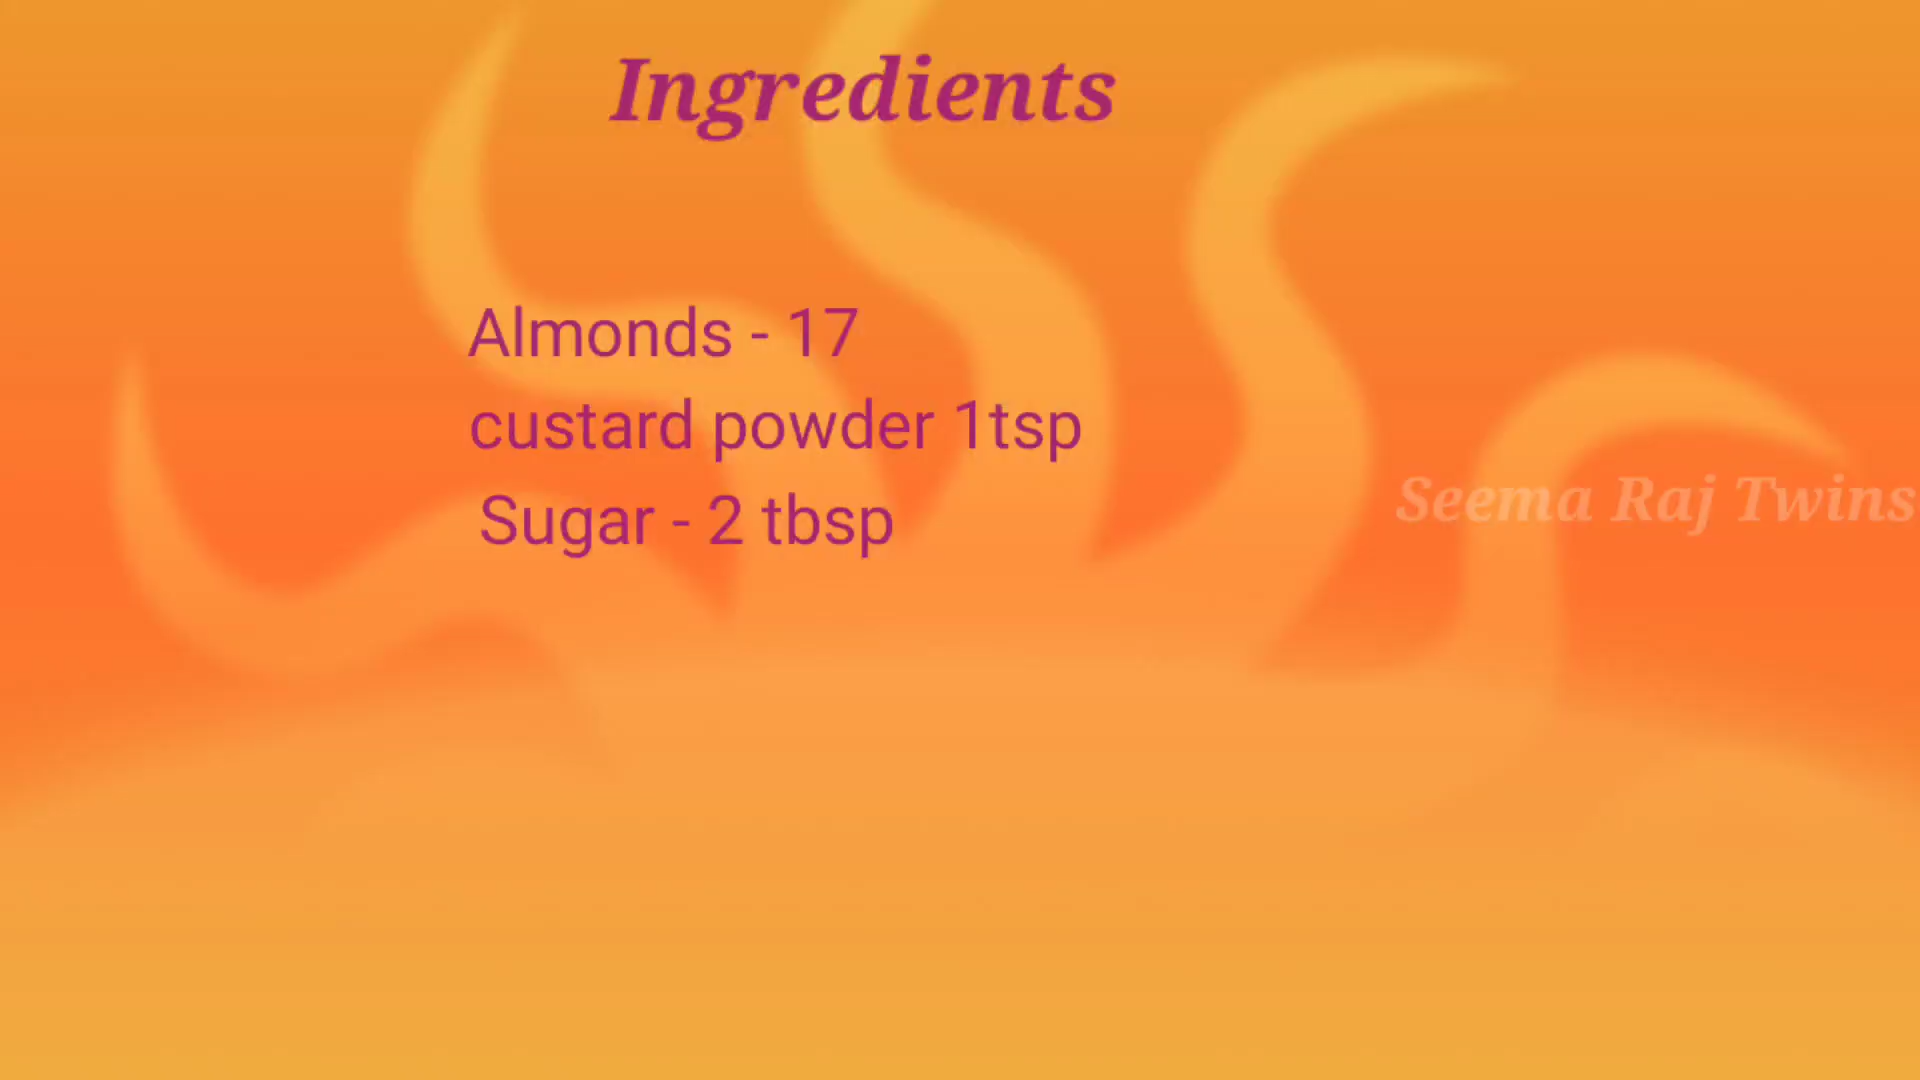 Ingredients
Almonds - 17
custard powder 1tsp
Sugar - 2 tbsp
Seema Raj Twins